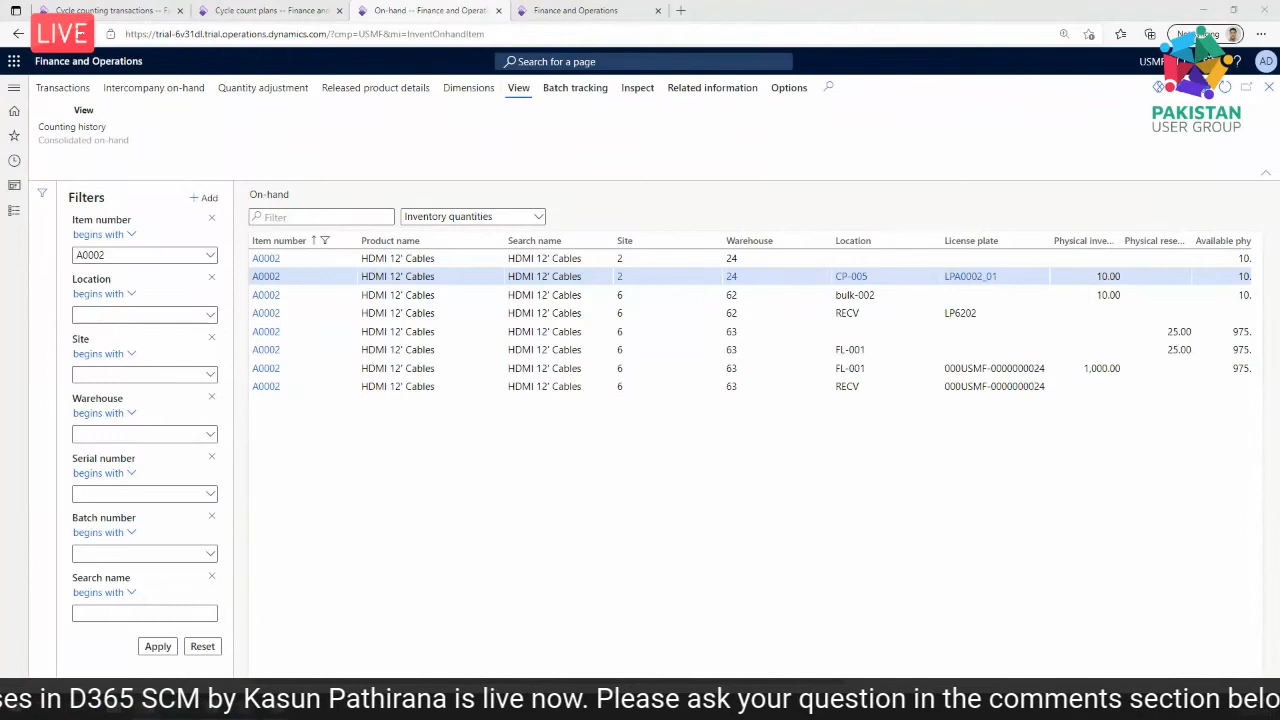 Cycle counting transactions -- F
Cycle count plans -- Finance and
On-hand -- Finance and Operati
Finance and Operations
LIVE
https://trial-6v31dl.trial.operations.dynamics.com/?cmp=USMF&mi=InventOnhandItem
Finance and Operations
Search for a page
USMF
?
AD
Transactions
Intercompany on-hand
Quantity adjustment
Released product details
Dimensions
View
Batch tracking
Inspect
Related information
Options
PAKISTAN
USER GROUP
View
Counting history
Consolidated on-hand
Filters
Add
Item number
begins with
A0002
Location
begins with
Site
begins with
Warehouse
begins with
Serial number
begins with
Batch number
begins with
Search name
begins with
Apply
Reset
On-hand
Filter
Inventory quantities
Item number Product name Search name Site Warehouse Location License plate Physical inve... Physical rese... Available phy
A0002 HDMI 12' Cables HDMI 12' Cables 2 24 10.
A0002 HDMI 12' Cables HDMI 12' Cables 2 24 CP-005 LPA0002_01 10.00 10.
A0002 HDMI 12' Cables HDMI 12' Cables 6 62 bulk-002 10.00 10.
A0002 HDMI 12' Cables HDMI 12' Cables 6 62 RECV LP6202
A0002 HDMI 12' Cables HDMI 12' Cables 6 63 25.00 975.
A0002 HDMI 12' Cables HDMI 12' Cables 6 63 FL-001 25.00 975.
A0002 HDMI 12' Cables HDMI 12' Cables 6 63 FL-001 000USMF-0000000024 1,000.00 975.
A0002 HDMI 12' Cables HDMI 12' Cables 6 63 RECV 000USMF-0000000024
ses in D365 SCM by Kasun Pathirana is live now. Please ask your question in the comments section belo